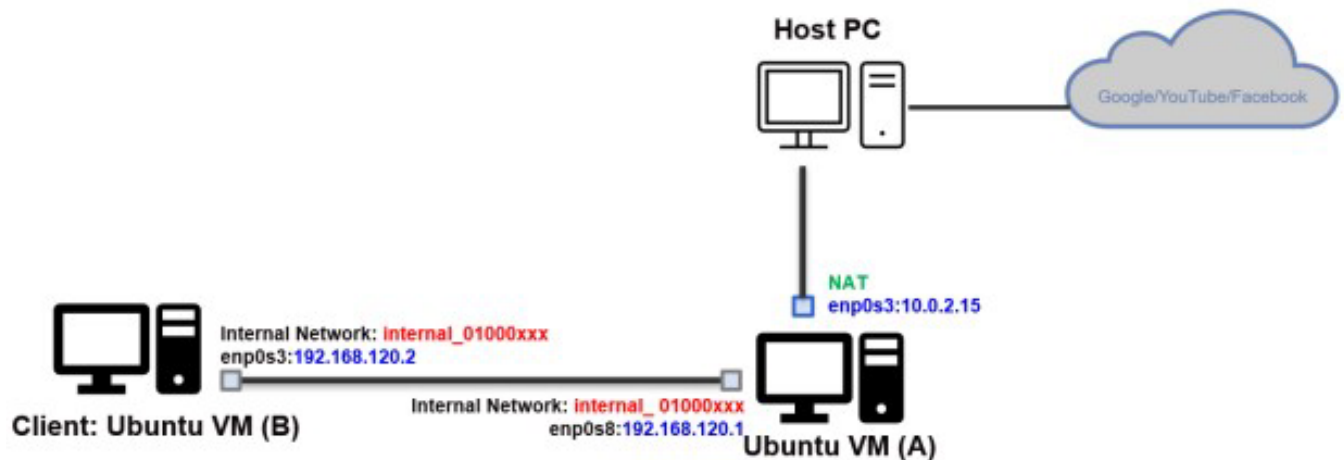 Host PC
Google/YouTube/Facebook
NAT
enp0s3:10.0.2.15
Internal Network: internal_01000xxx
enp0s3:192.168.120.2
Client: Ubuntu VM (B)
Internal Network: internal_ 01000xxx
enp0s8:192.168.120.1
Ubuntu VM (A)